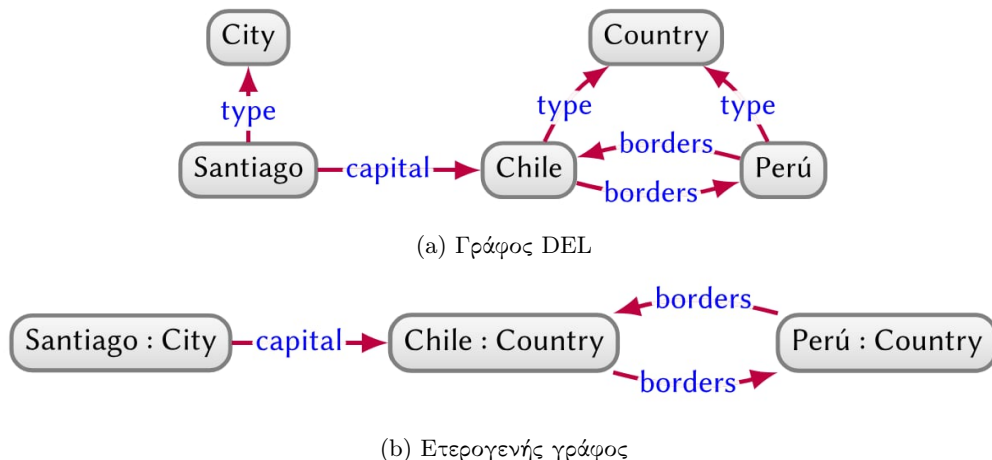 City Country
type type type
borders
Santiago capital Chile Perú
borders
(a) Γράφος DEL
borders
Santiago : City capital Chile : Country Perú : Country
borders
(b) Ετερογενής γράφος